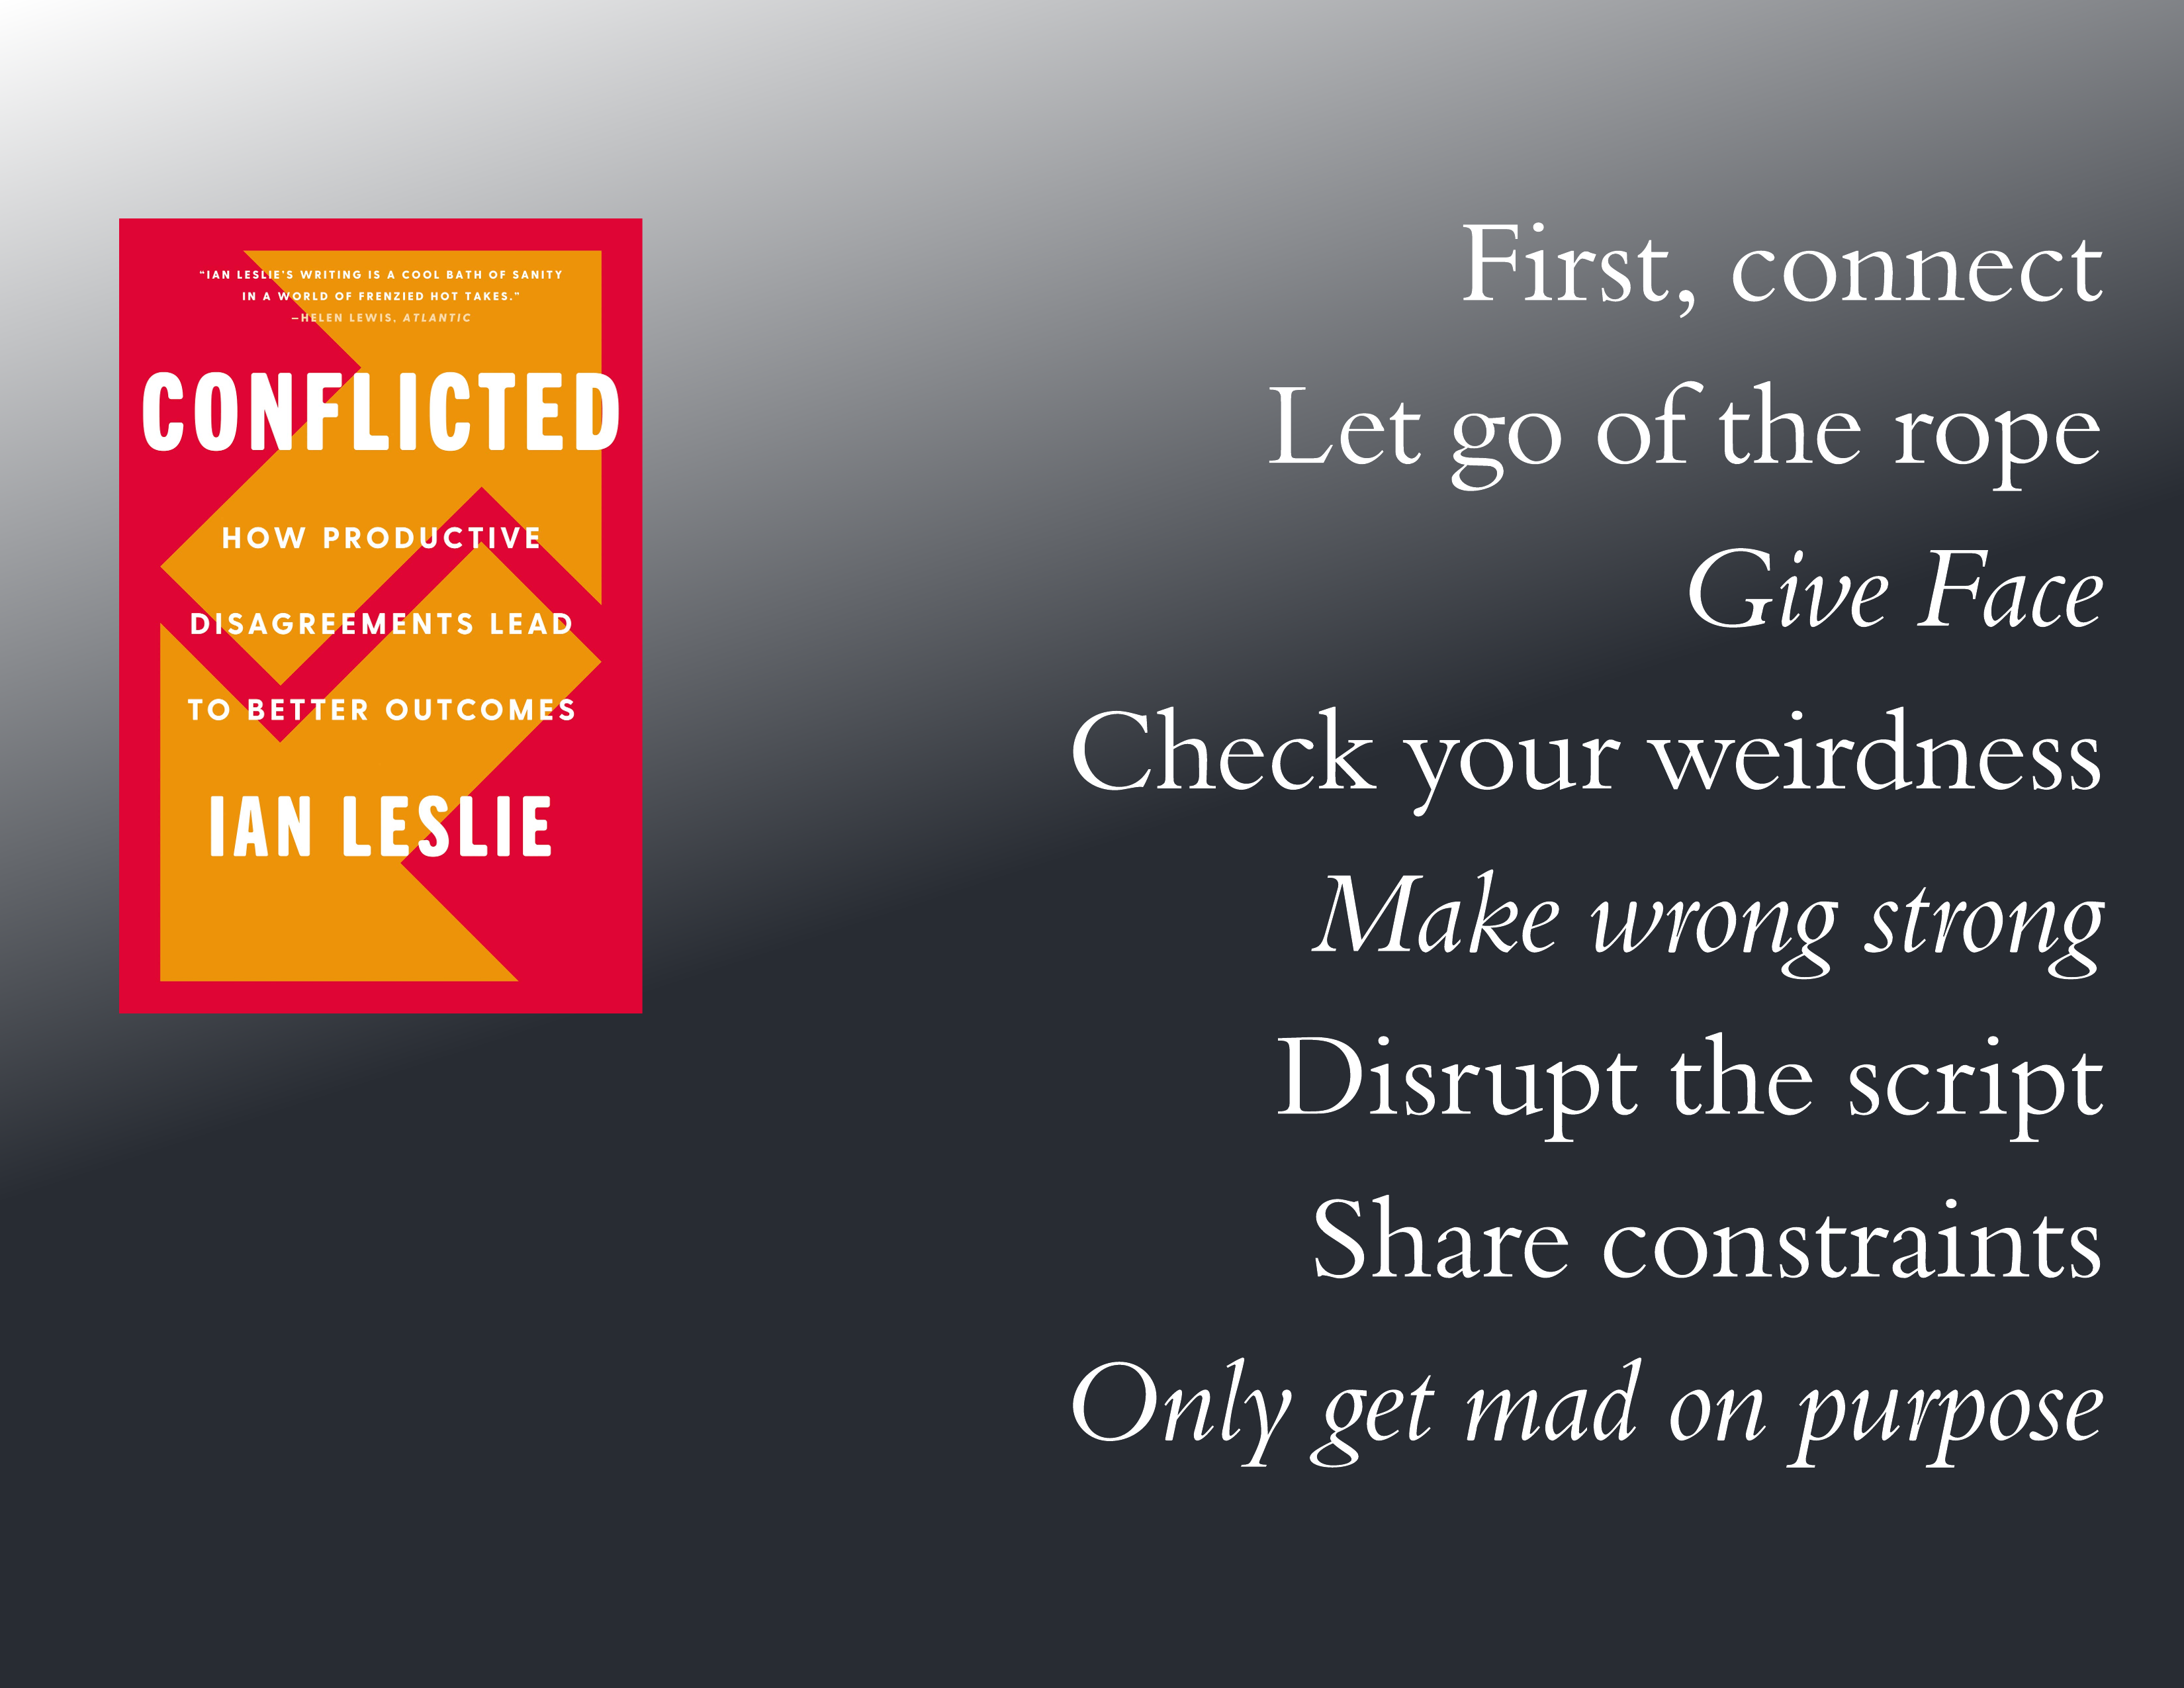 “IAN LESLIE’S WRITING IS A COOL BATH OF SANITY
IN A WORLD OF FRENZIED HOT TAKES.”
—HELEN LEWIS, ATLANTIC
CONFLICTED
HOW PRODUCTIVE
DISAGREEMENTS LEAD
TO BETTER OUTCOMES
IAN LESLIE
First, connect
Let go of the rope
Give Face
Check your weirdness
Make wrong strong
Disrupt the script
Share constraints
Only get mad on purpose